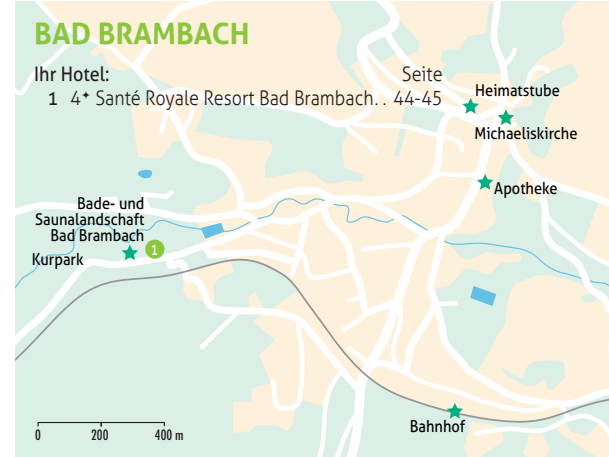 BAD BRAMBACH
Ihr Hotel: Seite
1 4✦ Santé Royale Resort Bad Brambach. . 44-45
Heimatstube
Michaeliskirche
Apotheke
Bade- und
Saunalandschaft
Bad Brambach
1
Kurpark
Bahnhof
0 200 400 m